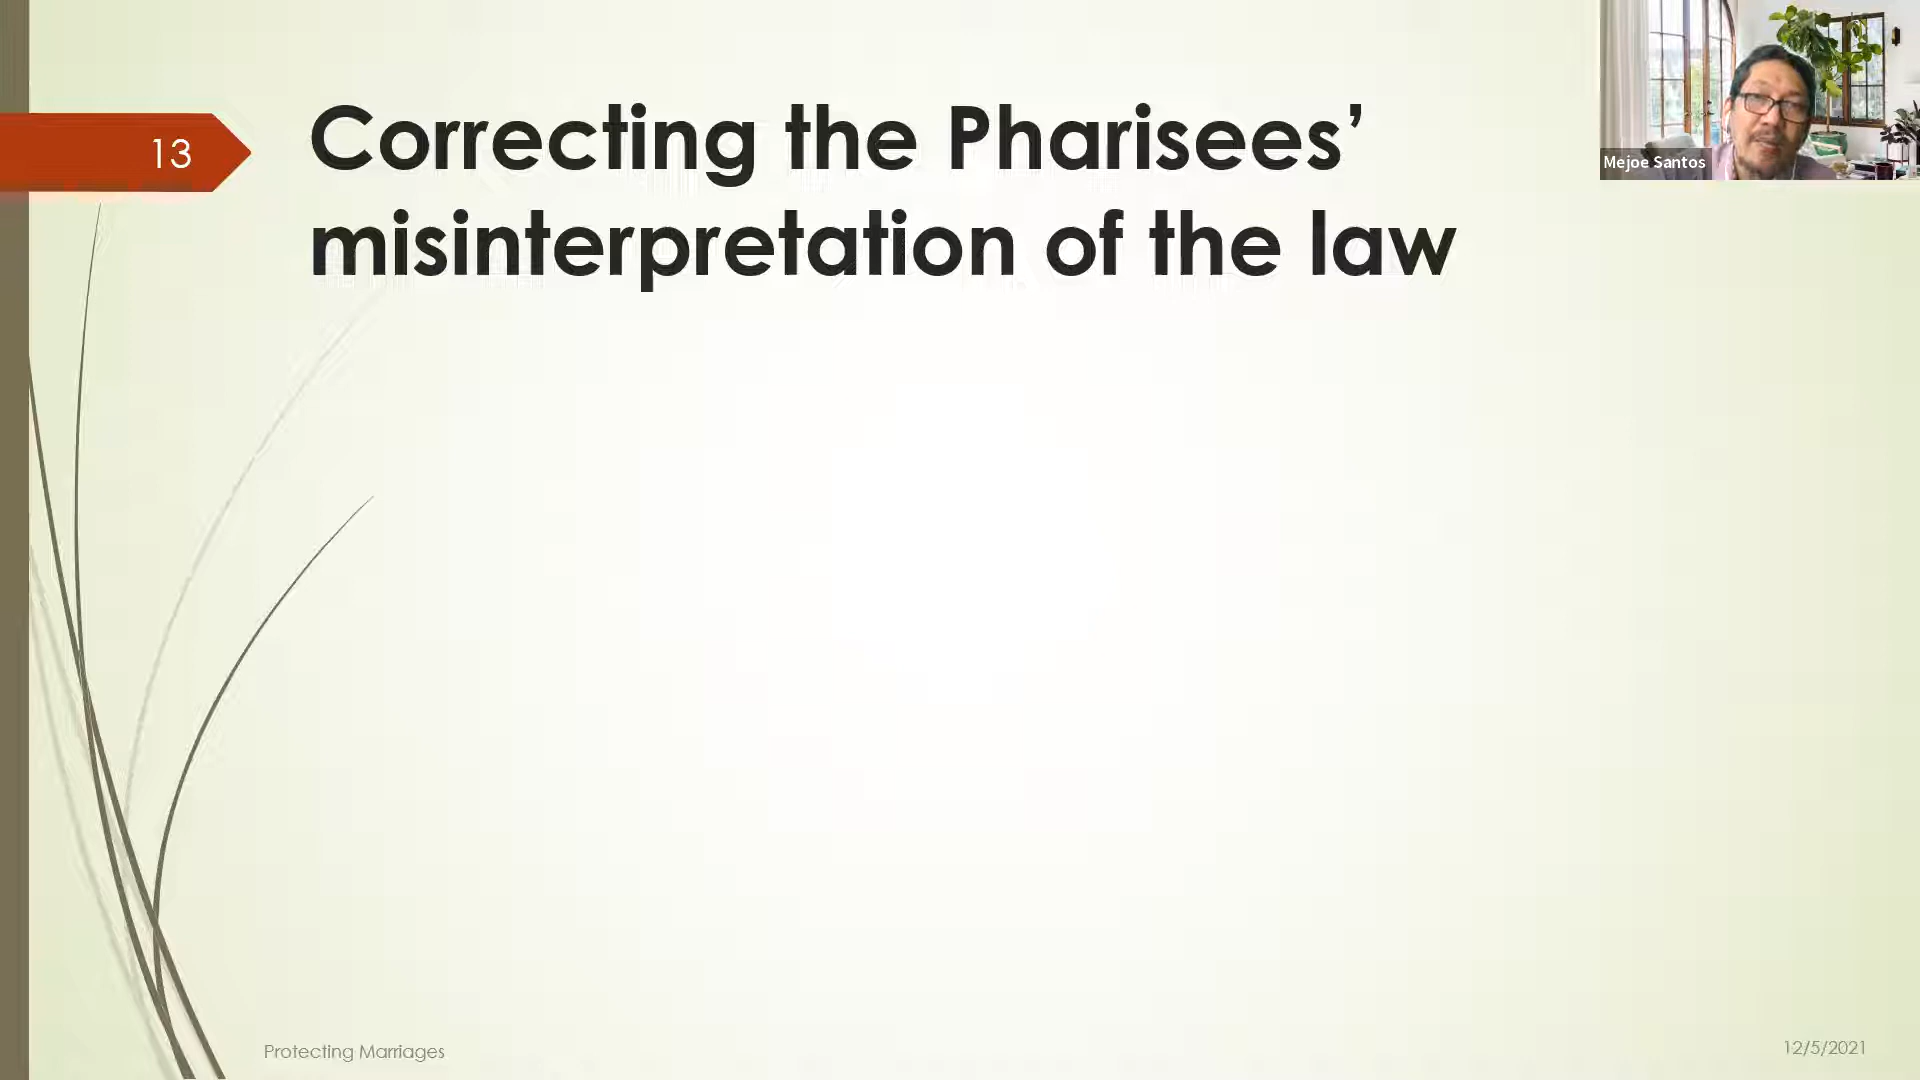 13
Correcting the Pharisees’
misinterpretation of the law
Mejoe Santos
Protecting Marriages
12/5/2021